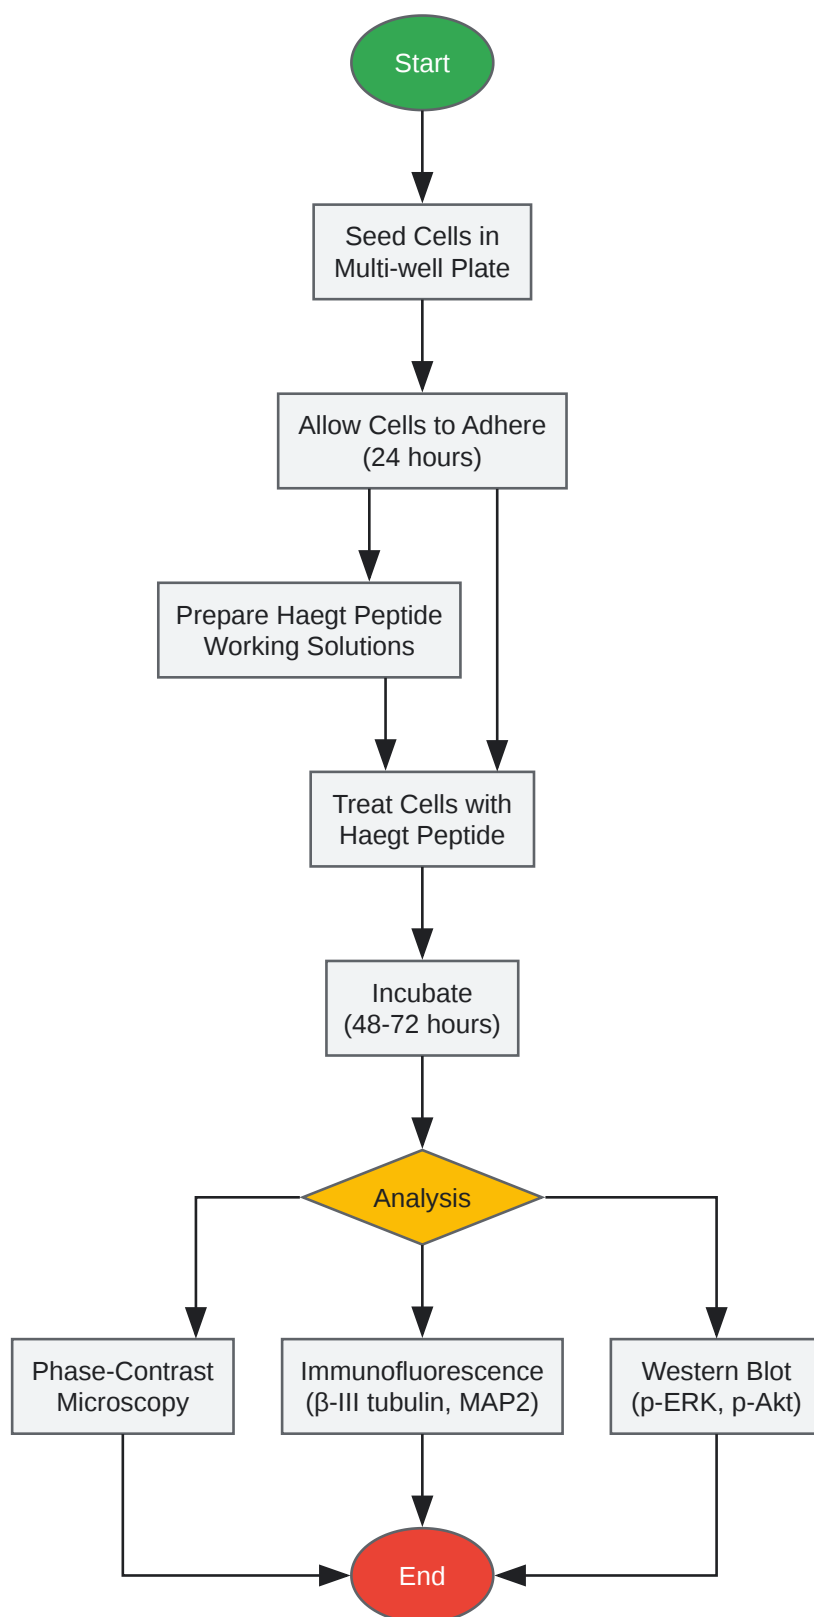 Start
Seed Cells in
Multi-well Plate
Allow Cells to Adhere
(24 hours)
Prepare Haegt Peptide
Working Solutions
Treat Cells with
Haegt Peptide
Incubate
(48-72 hours)
Analysis
Phase-Contrast
Microscopy
Immunofluorescence
(β-III tubulin, MAP2)
Western Blot
(p-ERK, p-Akt)
End